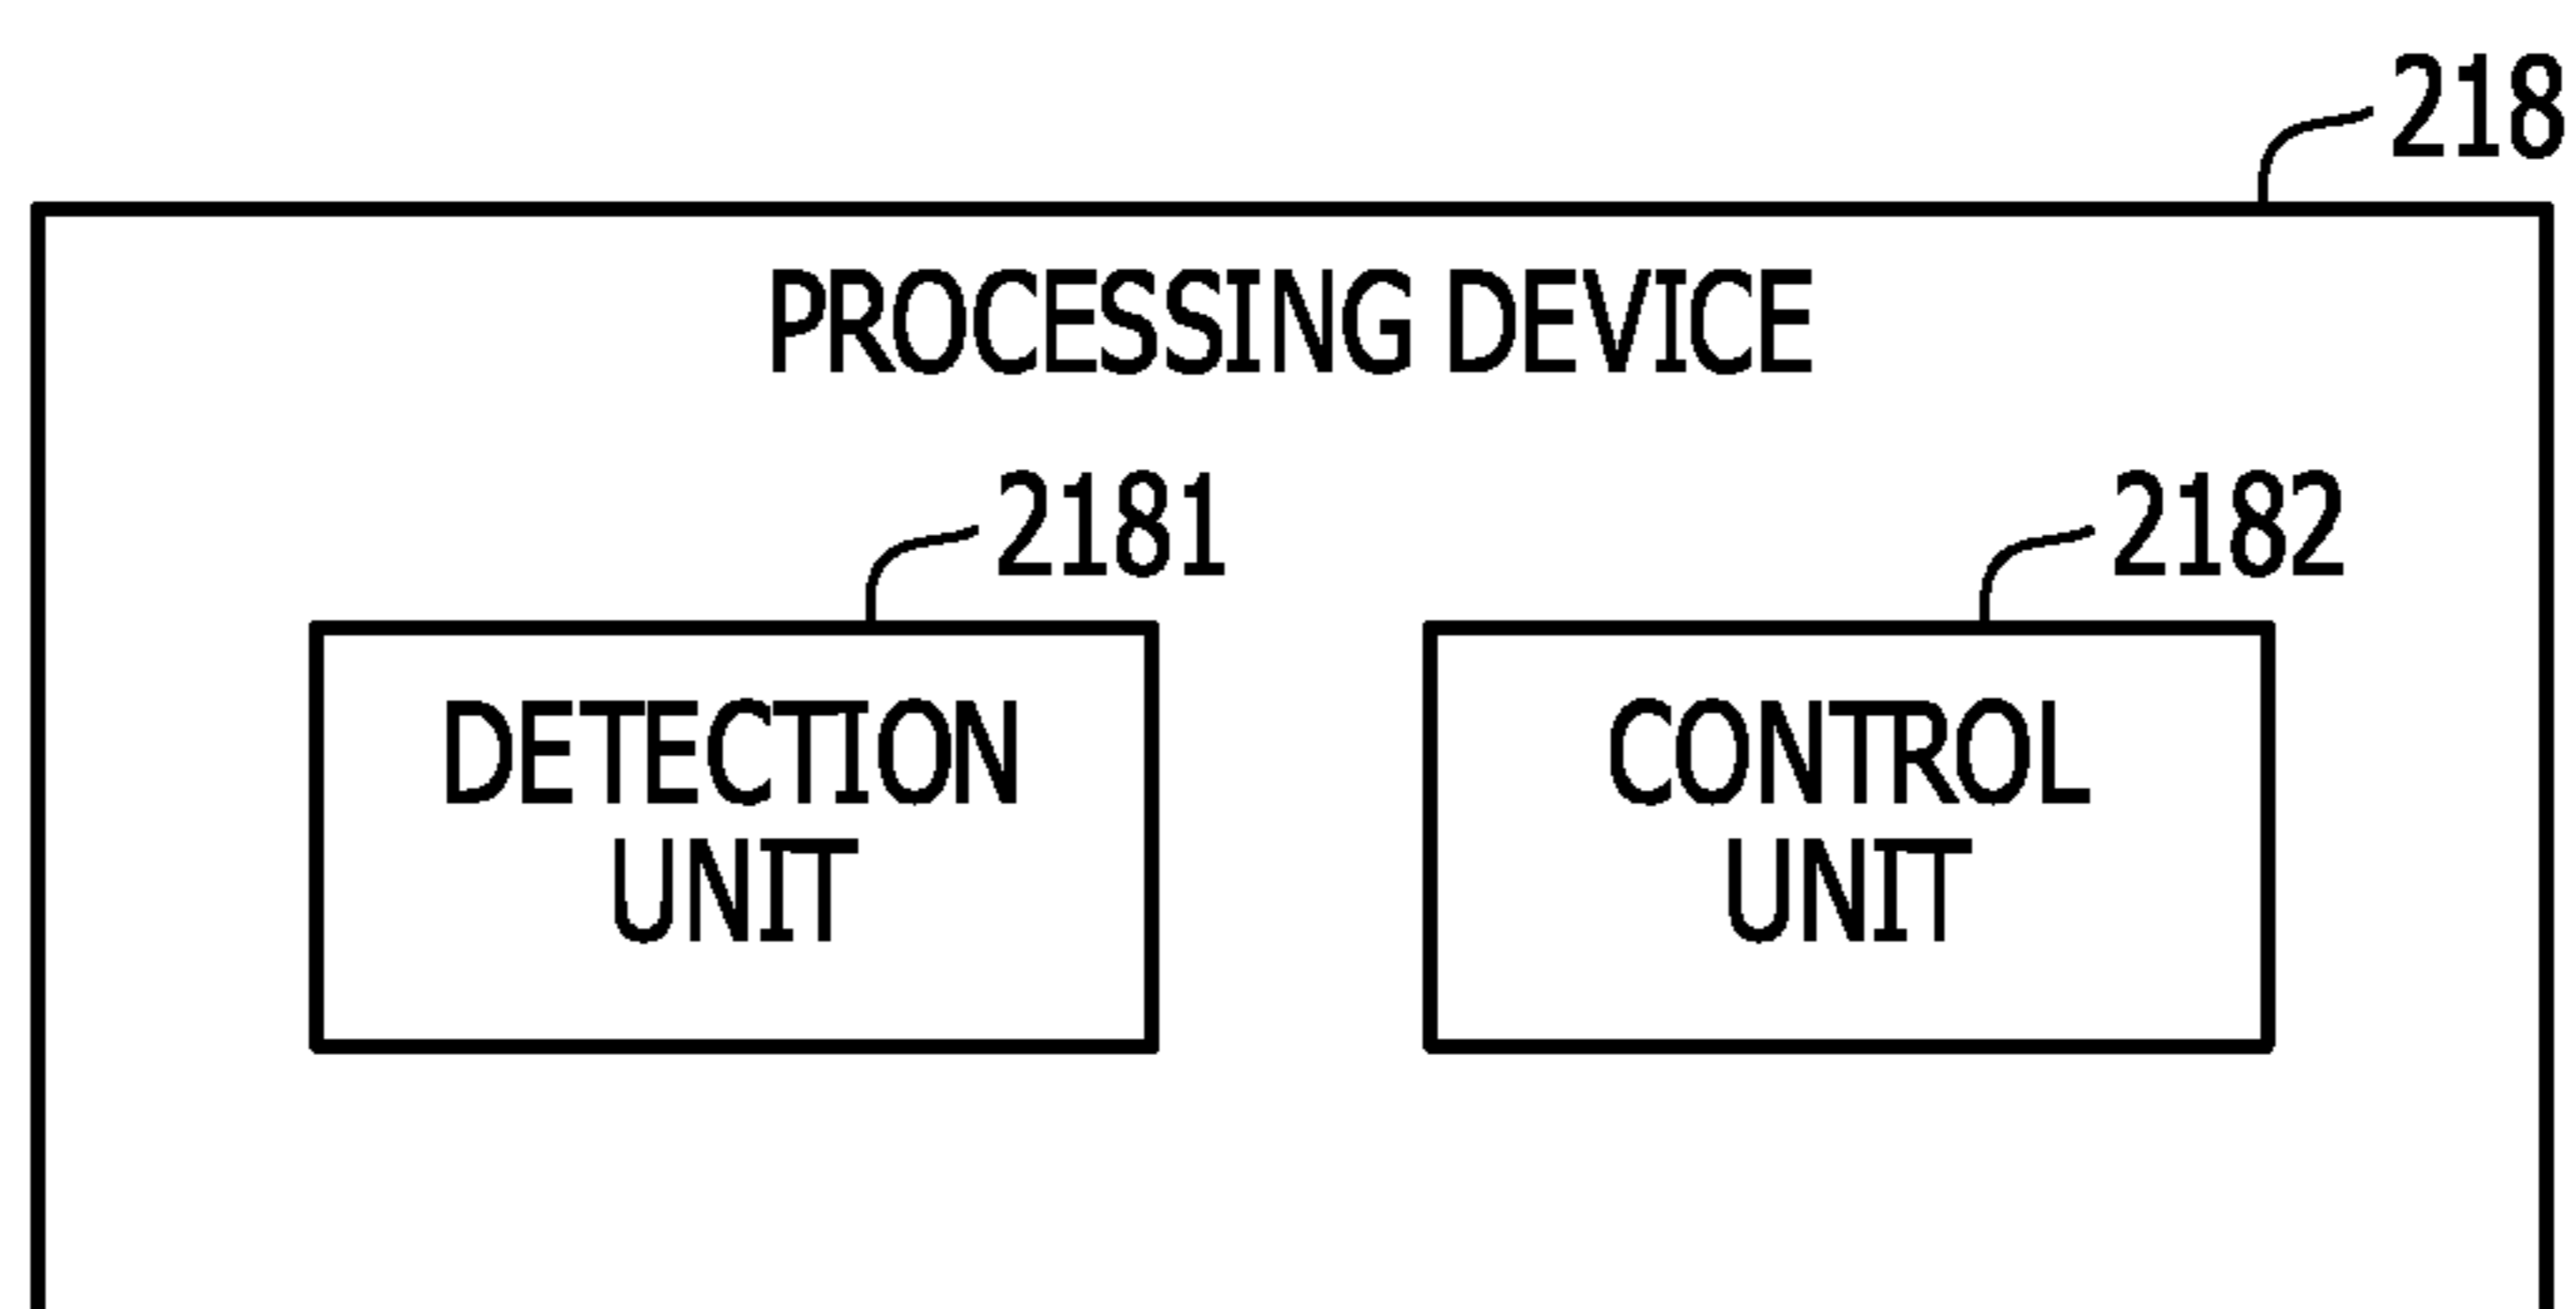 218
PROCESSING DEVICE
2181
2182
DETECTION
UNIT
CONTROL
UNIT